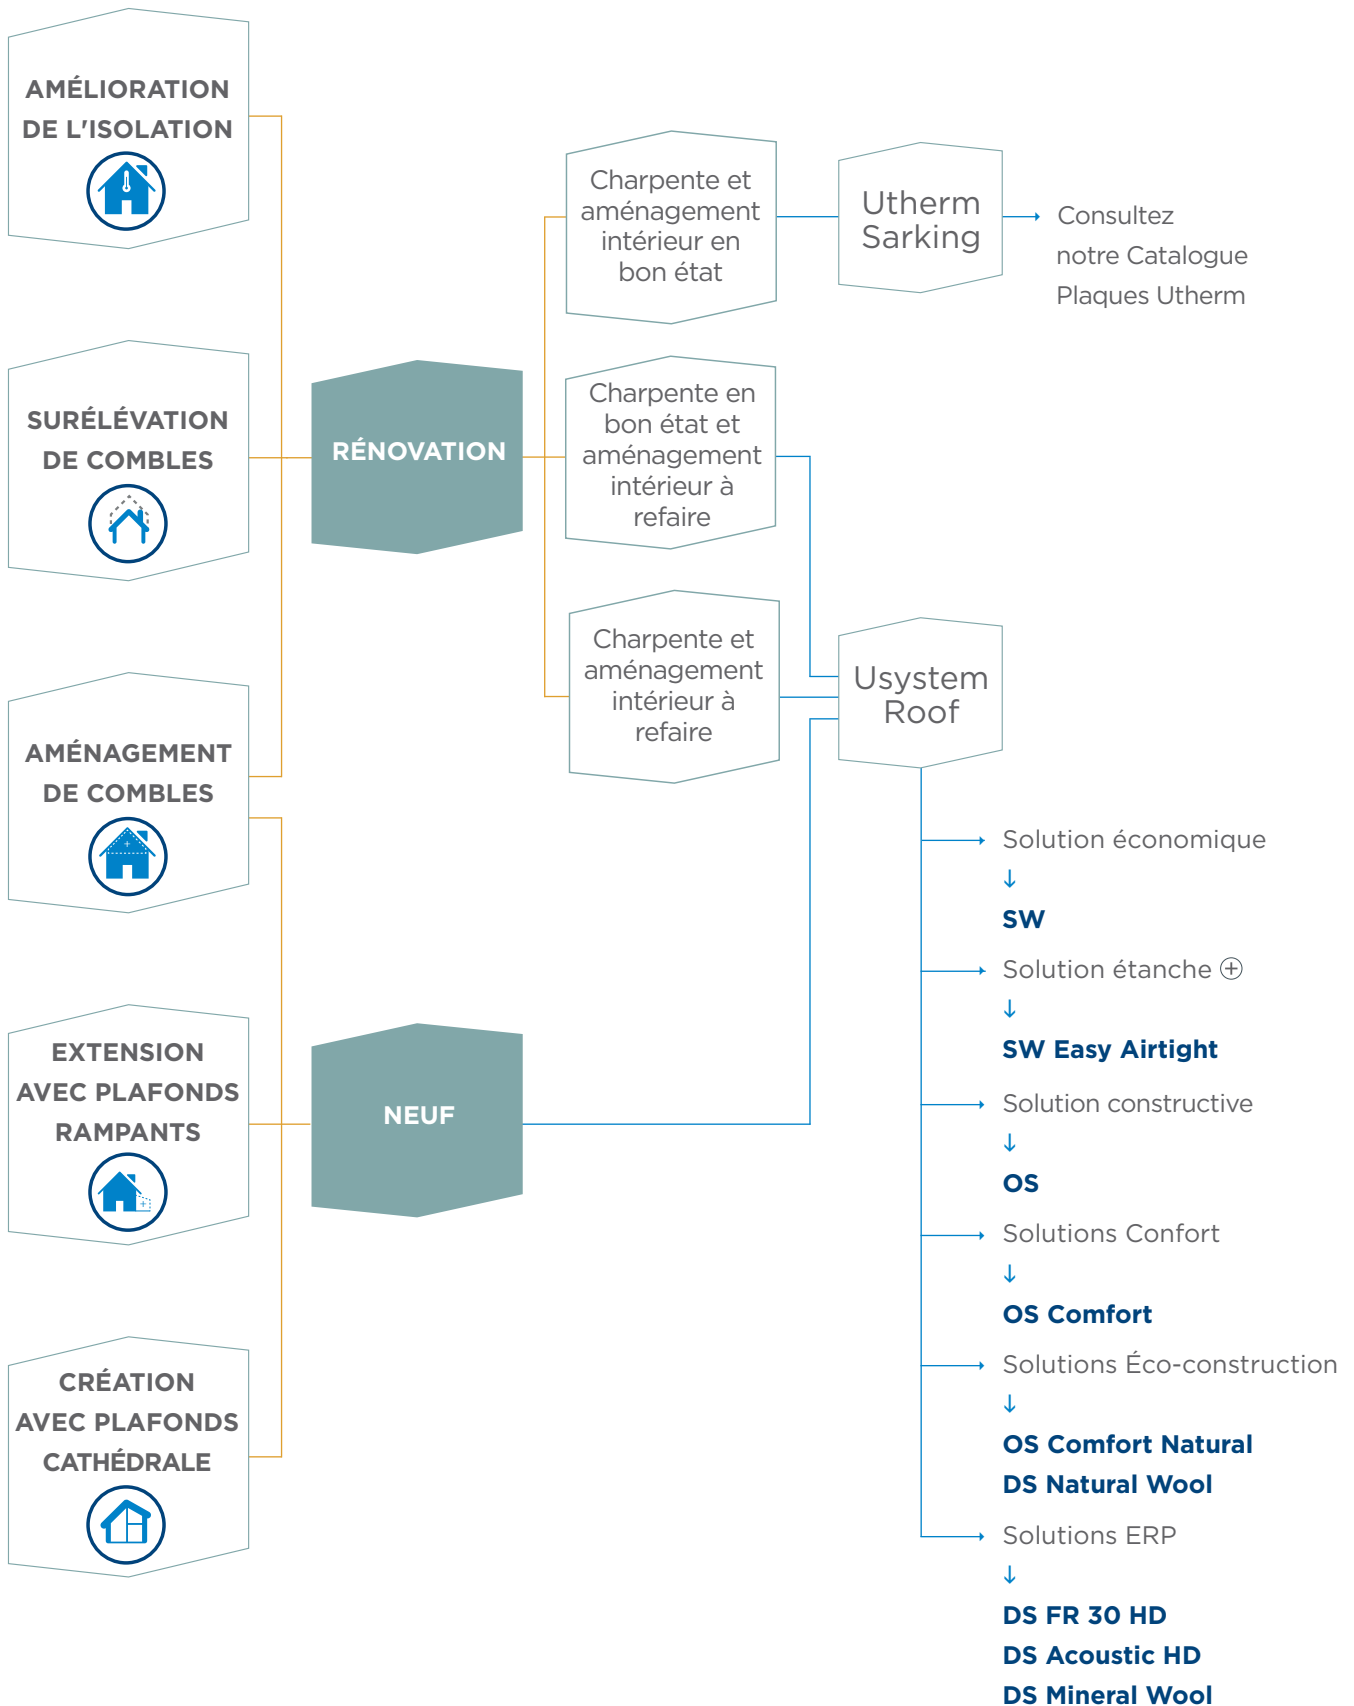 AMÉLIORATION
DE L'ISOLATION
SURÉLÉVATION
DE COMBLES
AMÉNAGEMENT
DE COMBLES
EXTENSION
AVEC PLAFONDS
RAMPANTS
CRÉATION
AVEC PLAFONDS
CATHÉDRALE
RÉNOVATION
NEUF
Charpente et
aménagement
intérieur en
bon état
Charpente en
bon état et
aménagement
intérieur à
refaire
Charpente et
aménagement
intérieur à
refaire
Utherm
Sarking
Consultez
notre Catalogue
Plaques Utherm
Usystem
Roof
Solution économique
↓
SW
Solution étanche ⊕
↓
SW Easy Airtight
Solution constructive
↓
OS
Solutions Confort
↓
OS Comfort
Solutions Éco-construction
↓
OS Comfort Natural
DS Natural Wool
Solutions ERP
↓
DS FR 30 HD
DS Acoustic HD
DS Mineral Wool